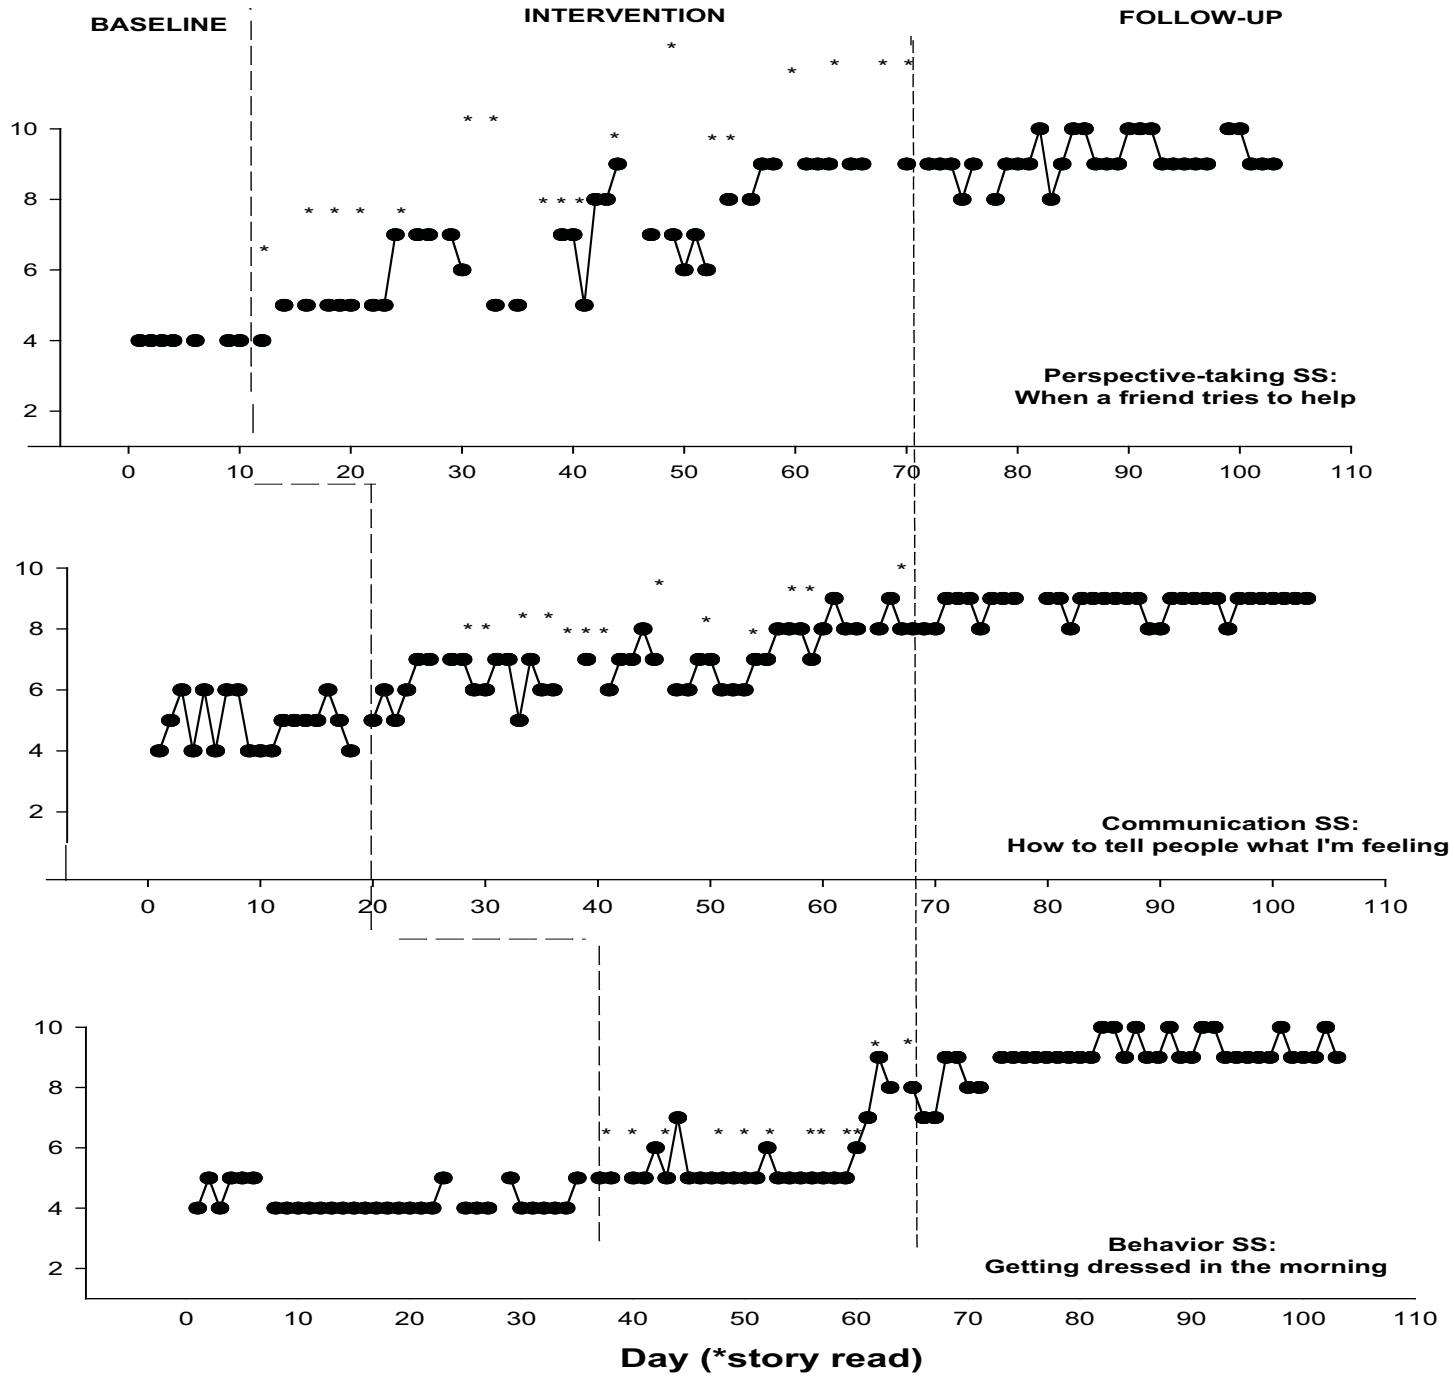 BASELINE INTERVENTION FOLLOW-UP
* 
* * * * 
* * 
10
* * * 
* * * * * * * *
8
*
6
4
Perspective-taking SS:
When a friend tries to help
2
0 10 20 30 40 50 60 70 80 90 100 110
10 *
* * *
* * *
* * * * * *
8
6
4
2
Communication SS:
How to tell people what I'm feeling
0 10 20 30 40 50 60 70 80 90 100 110
10
* *
8
* * * * * * ** **
6
4
Behavior SS:
Getting dressed in the morning
2
0 10 20 30 40 50 60 70 80 90 100 110
Day (*story read)